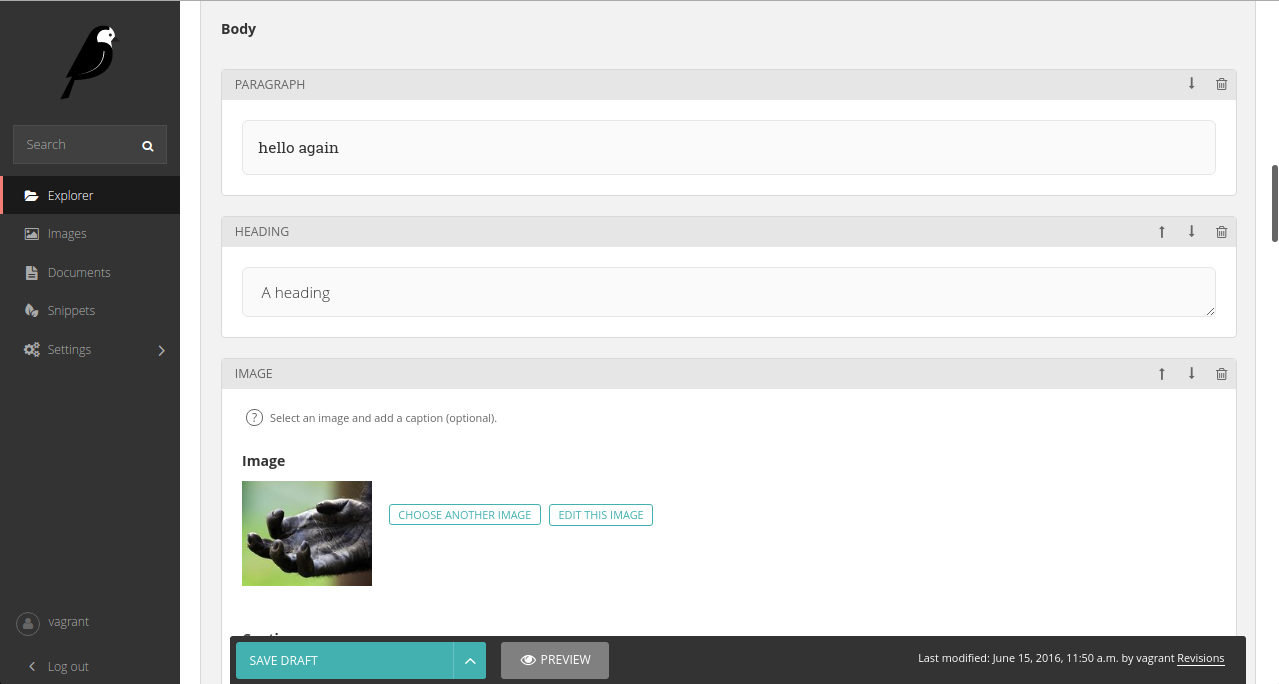 Search
Explorer
Images
Documents
Snippets
Settings
vagrant
Log out
Body
PARAGRAPH
hello again
HEADING
A heading
IMAGE
? Select an image and add a caption (optional).
Image
CHOOSE ANOTHER IMAGE EDIT THIS IMAGE
SAVE DRAFT PREVIEW Last modified: June 15, 2016, 11:50 a.m. by vagrant Revisions